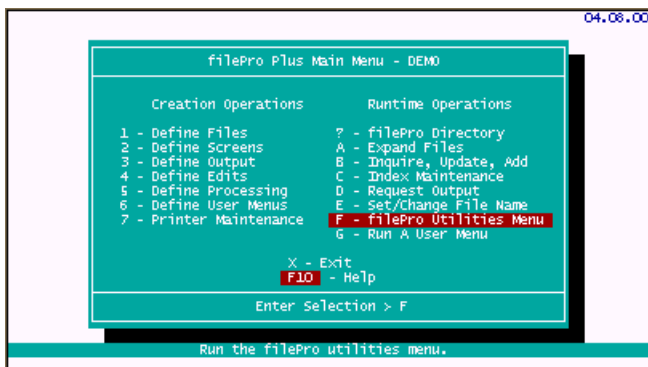 04.08.00
filePro Plus Main Menu - DEMO
Creation Operations Runtime Operations
1 - Define Files ? - filePro Directory
2 - Define Screens A - Expand Files
3 - Define Output B - Inquire, Update, Add
4 - Define Edits C - Index Maintenance
5 - Define Processing D - Request Output
6 - Define User Menus E - Set/Change File Name
7 - Printer Maintenance F - filePro Utilities Menu
G - Run A User Menu
X - Exit
F10 - Help
Enter Selection > F
Run the filePro utilities menu.